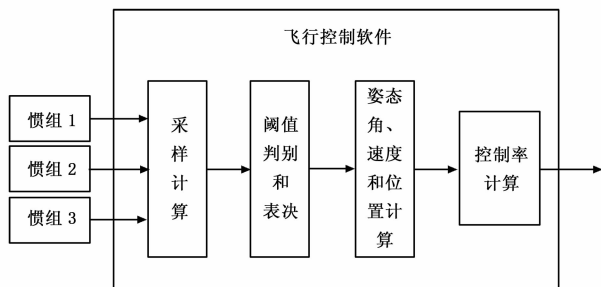 飞行控制软件
惯组 1
惯组 2
惯组 3
采
样
计
算
阈值
判别
和
表决
姿态
角、
速度
和位
置计
算
控制率
计算